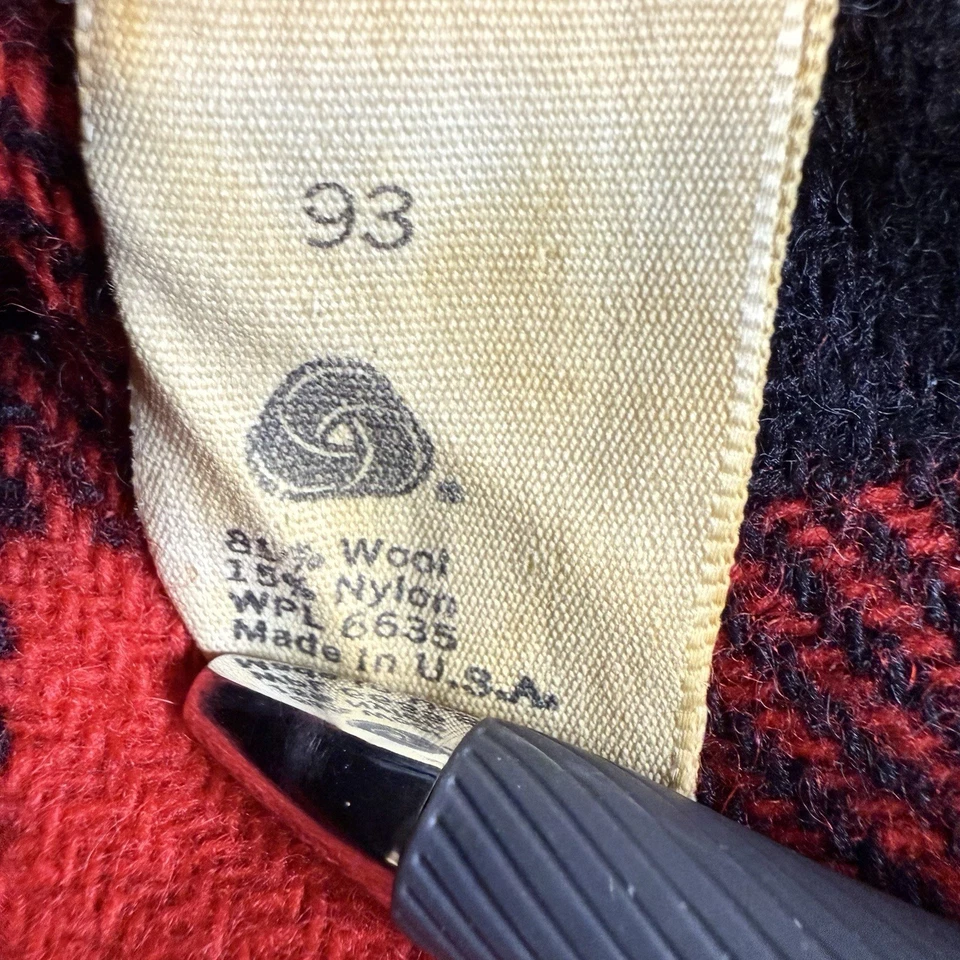 93
85% Wool
15% Nylon
WPL 6635
Made in U.S.A.